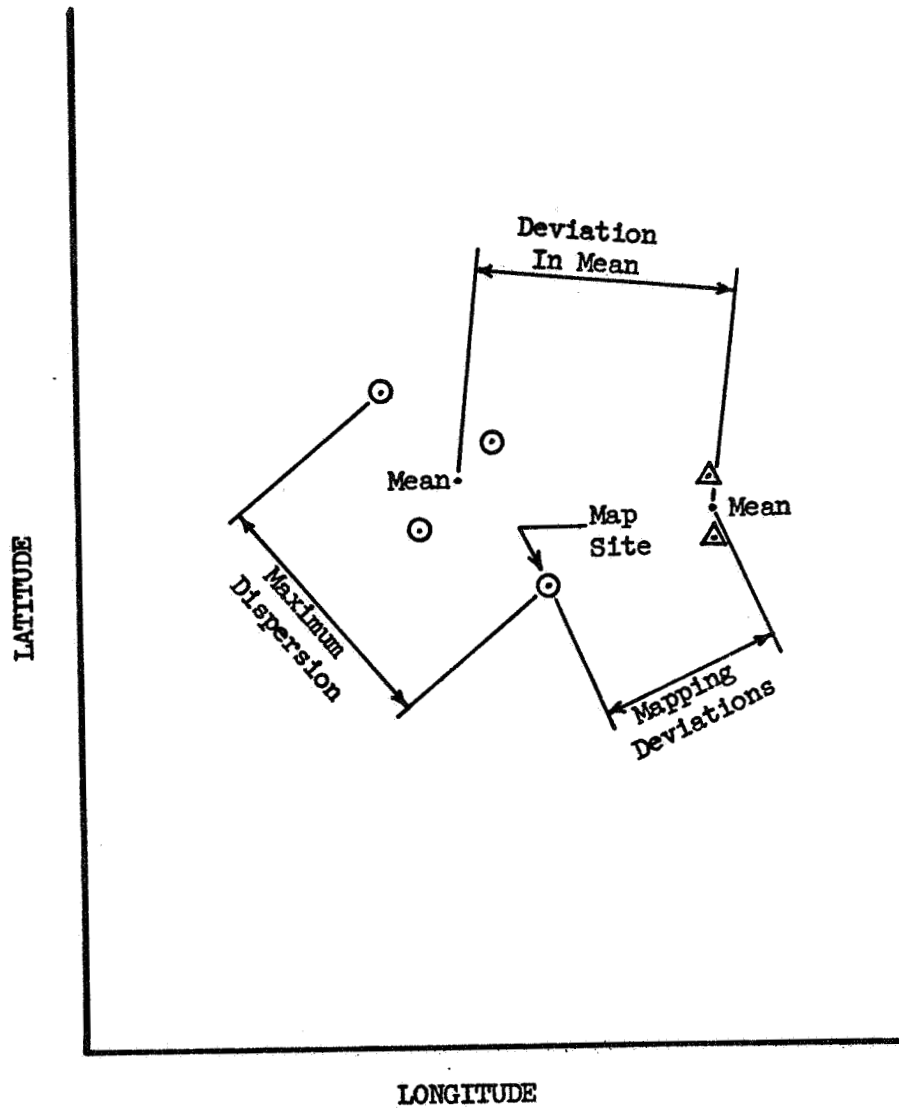 Deviation
In Mean
Mean
Map
Site
Mean
Maximum
Dispersion
Mapping
Deviations
LATITUDE
LONGITUDE